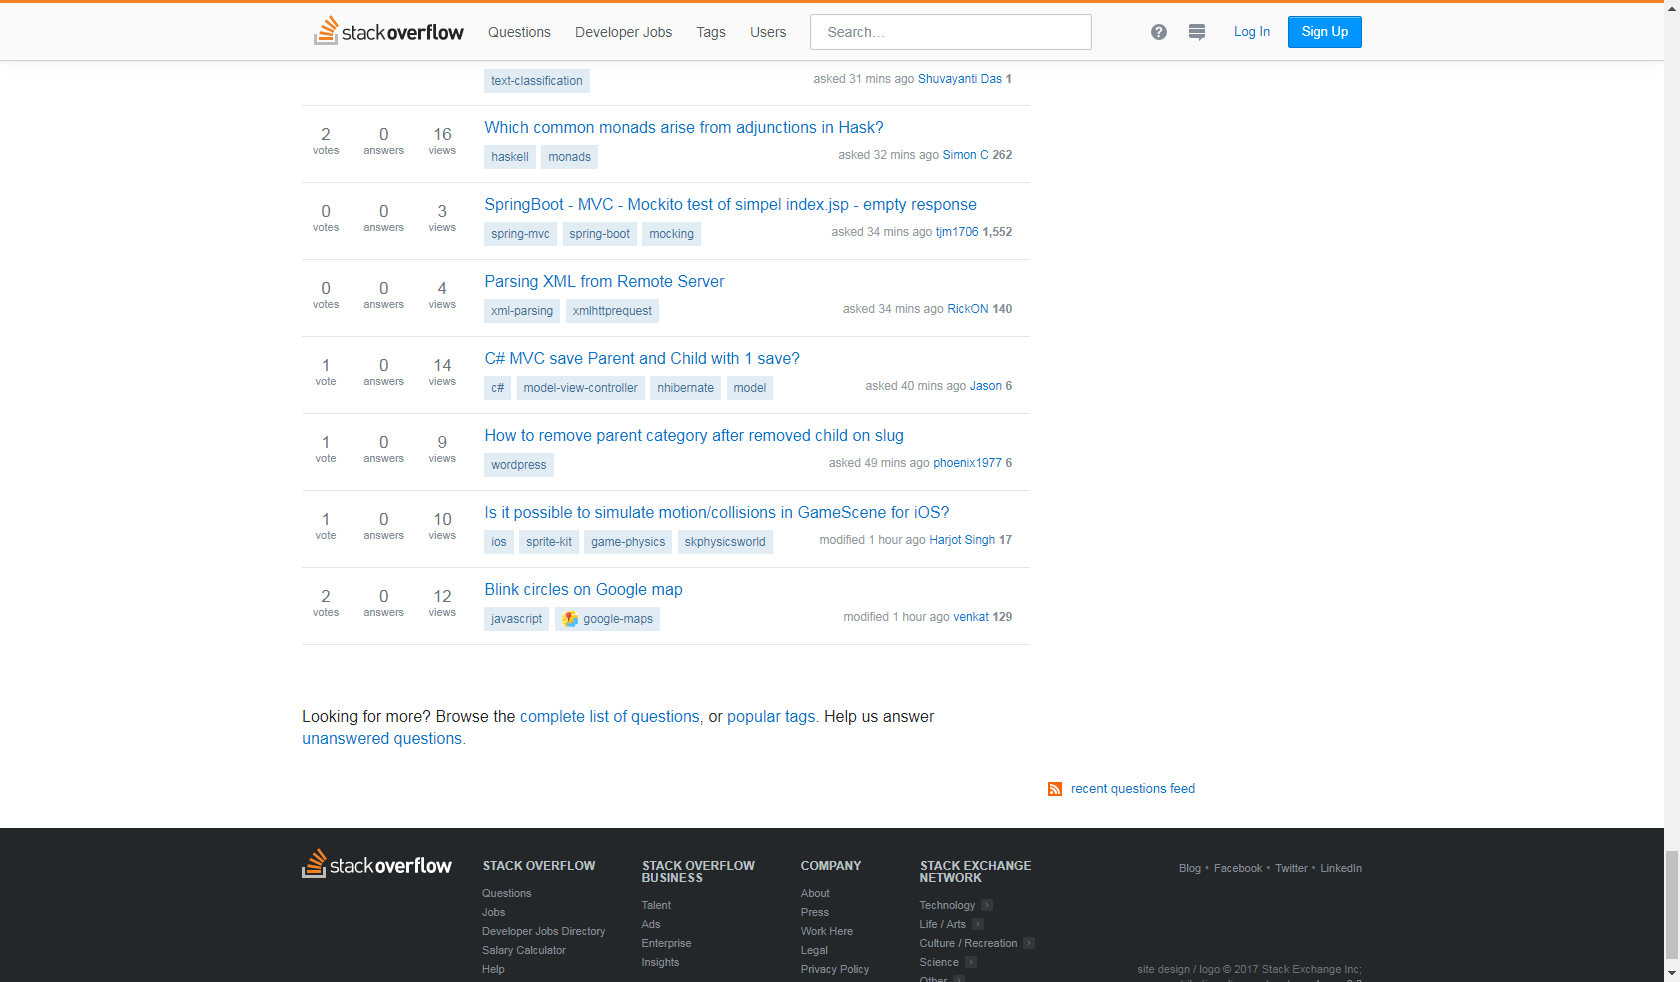 stackoverflow Questions Developer Jobs Tags Users Search... Log In Sign Up
text-classification asked 31 mins ago Shuvayanti Das 1
2 votes 0 answers 16 views Which common monads arise from adjunctions in Hask?
haskell monads asked 32 mins ago Simon C 262
0 votes 0 answers 3 views SpringBoot - MVC - Mockito test of simpel index.jsp - empty response
spring-mvc spring-boot mocking asked 34 mins ago tjm1706 1,552
0 votes 0 answers 4 views Parsing XML from Remote Server
xml-parsing xmlhttprequest asked 34 mins ago RickON 140
1 vote 0 answers 14 views C# MVC save Parent and Child with 1 save?
c# model-view-controller nhibernate model asked 40 mins ago Jason 6
1 vote 0 answers 9 views How to remove parent category after removed child on slug
wordpress asked 49 mins ago phoenix1977 6
1 vote 0 answers 10 views Is it possible to simulate motion/collisions in GameScene for iOS?
ios sprite-kit game-physics skphysicsworld modified 1 hour ago Harjot Singh 17
2 votes 0 answers 12 views Blink circles on Google map
javascript google-maps modified 1 hour ago venkat 129
Looking for more? Browse the complete list of questions, or popular tags. Help us answer
unanswered questions.
recent questions feed
stackoverflow
STACK OVERFLOW
Questions
Jobs
Developer Jobs Directory
Salary Calculator
Help
STACK OVERFLOW
BUSINESS
Talent
Ads
Enterprise
Insights
COMPANY
About
Press
Work Here
Legal
Privacy Policy
STACK EXCHANGE
NETWORK
Technology
Life / Arts
Culture / Recreation
Science
Other
Blog • Facebook • Twitter • LinkedIn
site design / logo © 2017 Stack Exchange Inc;